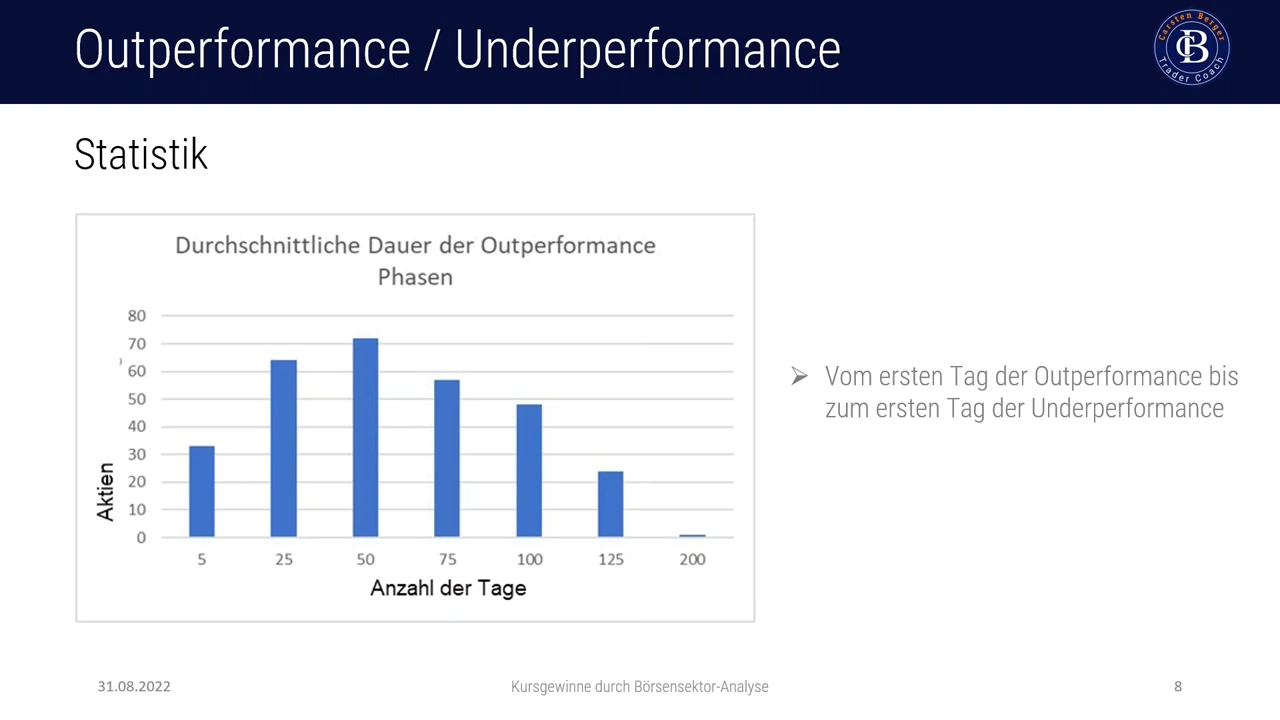 Outperformance / Underperformance
Carsten Berger
CB
Trader Coach
Statistik
Durchschnittliche Dauer der Outperformance
Phasen
80
70
60
50
40
30
20
10
0
Aktien
5 25 50 75 100 125 200
Anzahl der Tage
➢ Vom ersten Tag der Outperformance bis
zum ersten Tag der Underperformance
31.08.2022 Kursgewinne durch Börsensektor-Analyse 8